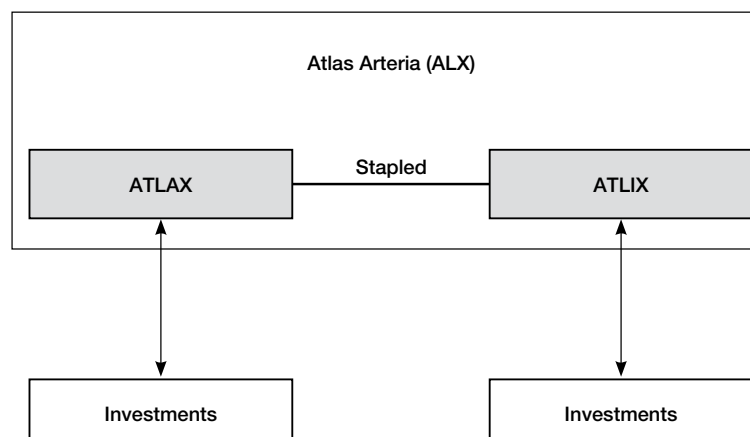 Atlas Arteria (ALX)
Stapled
ATLAX
ATLIX
Investments
Investments